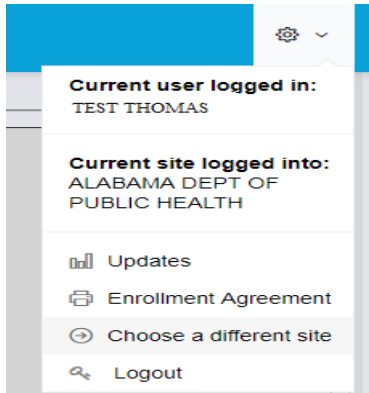 Current user logged in:
TEST THOMAS
Current site logged into:
ALABAMA DEPT OF
PUBLIC HEALTH
Updates
Enrollment Agreement
Choose a different site
Logout